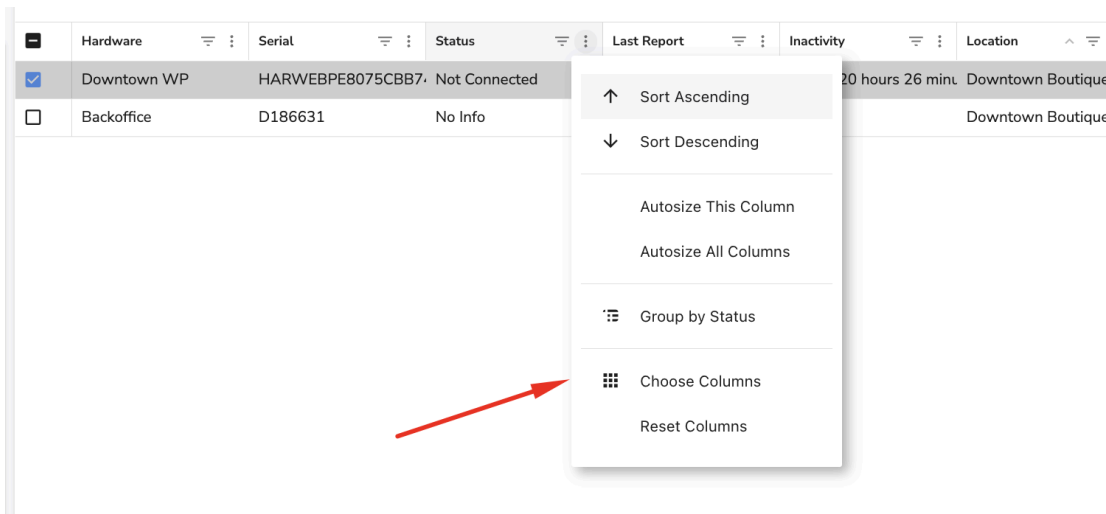 Hardware Serial Status Last Report Inactivity Location
Downtown WP HARWEBPE8075CBB74 Not Connected 20 hours 26 minu Downtown Boutique
Backoffice D186631 No Info Downtown Boutique
Sort Ascending
Sort Descending
Autosize This Column
Autosize All Columns
Group by Status
Choose Columns
Reset Columns